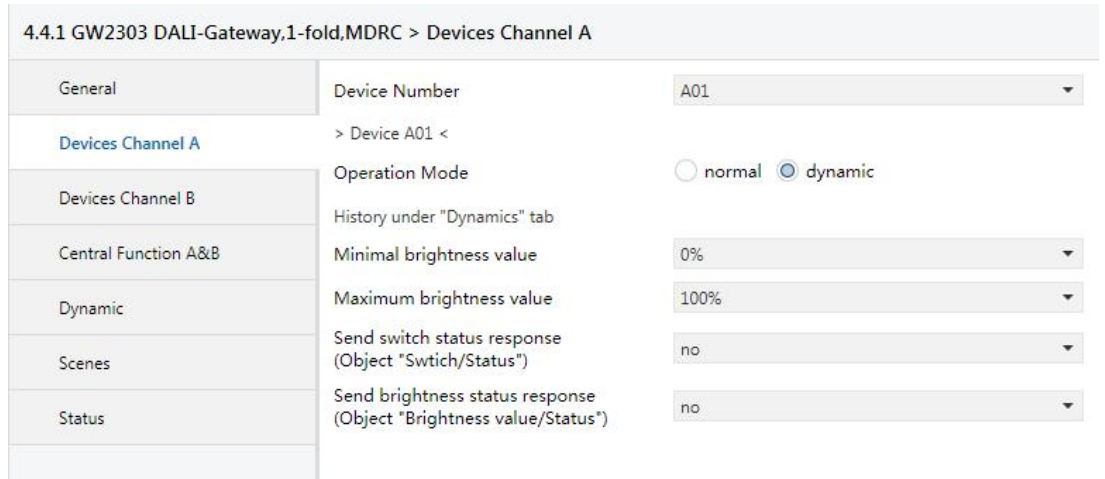 4.4.1 GW2303 DALI-Gateway,1-fold,MDRC > Devices Channel A
General
Devices Channel A
Devices Channel B
Central Function A&B
Dynamic
Scenes
Status
Device Number
A01
> Device A01 <
Operation Mode
normal
dynamic
History under "Dynamics" tab
Minimal brightness value
0%
Maximum brightness value
100%
Send switch status response
(Object "Swtich/Status")
no
Send brightness status response
(Object "Brightness value/Status")
no